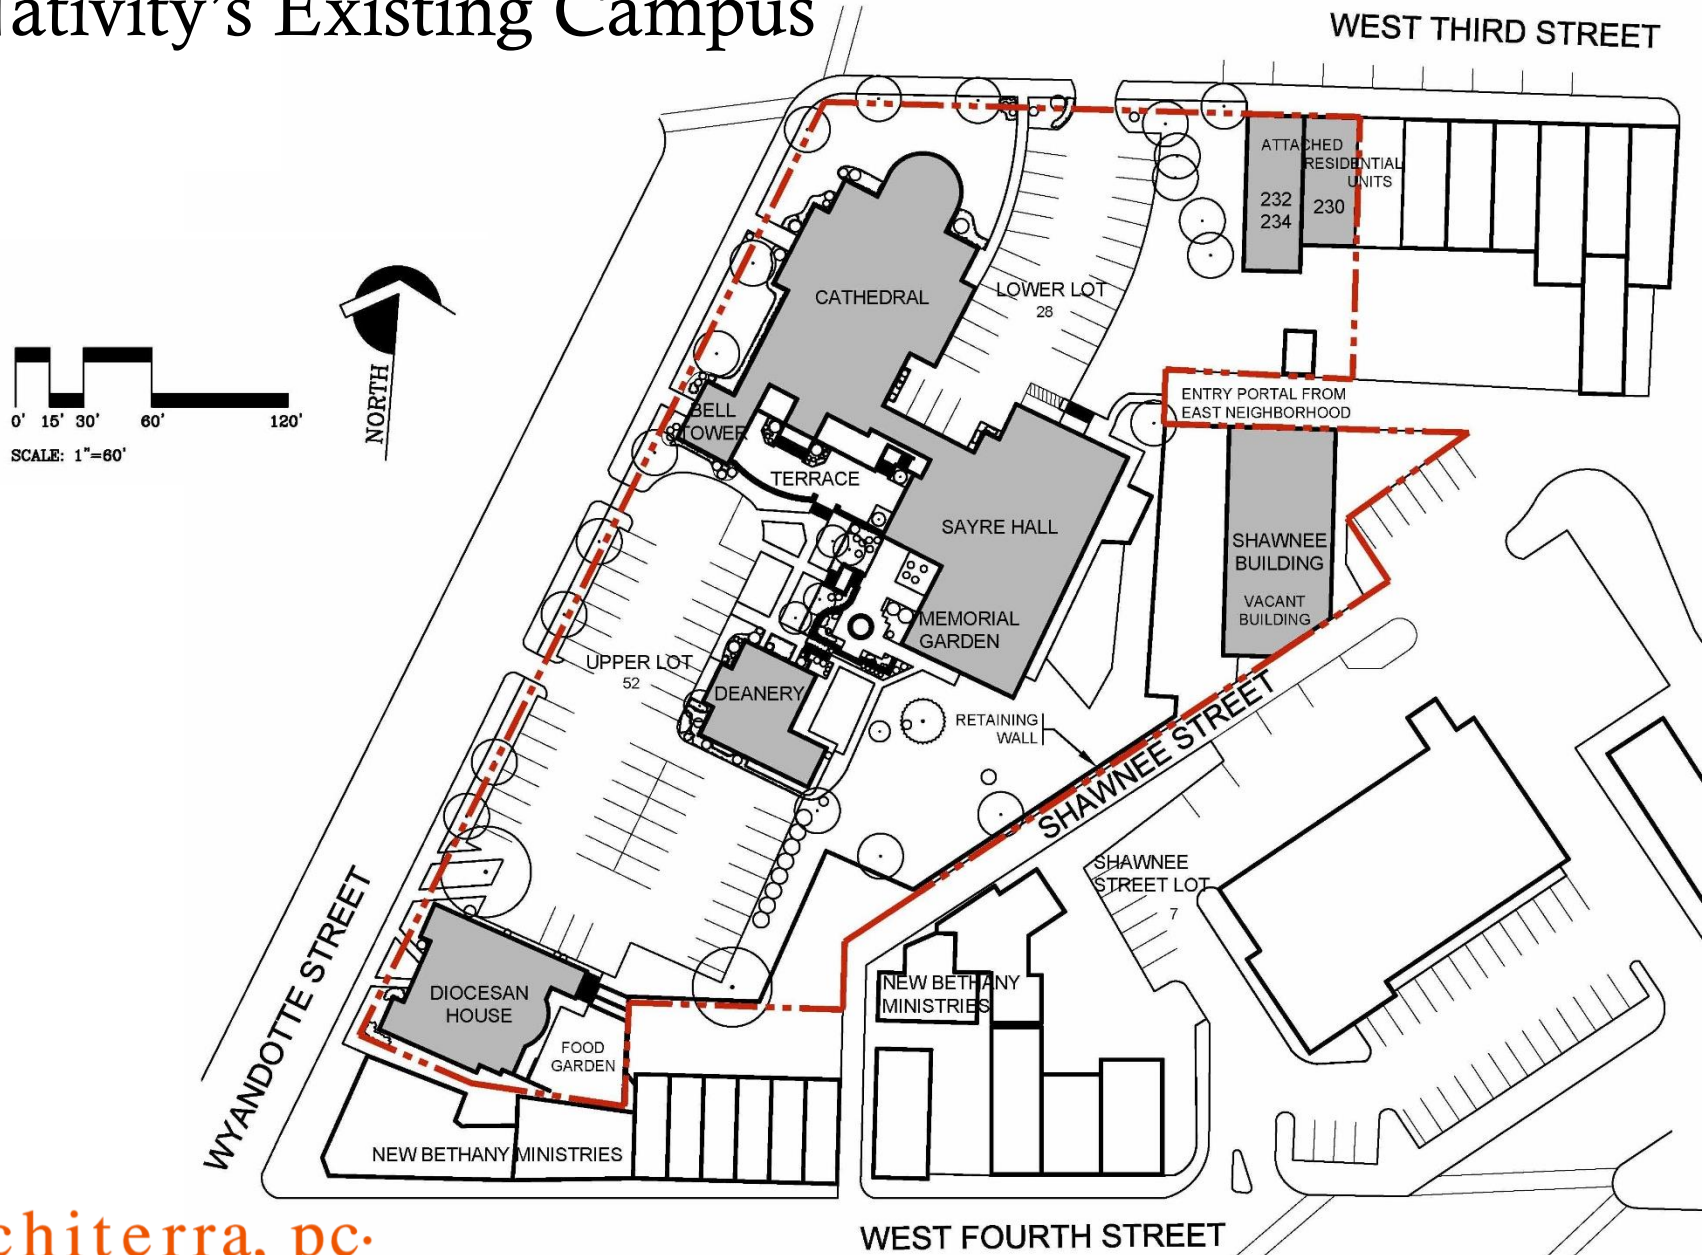 ativity's Existing Campus
WEST THIRD STREET
ATTACHED
RESIDENTIAL
UNITS
232
234
230
CATHEDRAL
LOWER LOT
28
NORTH
0' 15' 30' 60' 120'
SCALE: 1"=60'
ENTRY PORTAL FROM
EAST NEIGHBORHOOD
BELL
TOWER
TERRACE
SAYRE HALL
SHAWNEE
BUILDING
VACANT
BUILDING
MEMORIAL
GARDEN
UPPER LOT
52
DEANERY
RETAINING
WALL
SHAWNEE STREET
SHAWNEE
STREET LOT
7
WYANDOTTE STREET
DIOCESAN
HOUSE
FOOD
GARDEN
NEW BETHANY
MINISTRIES
NEW BETHANY MINISTRIES
WEST FOURTH STREET
chiterra, pc.